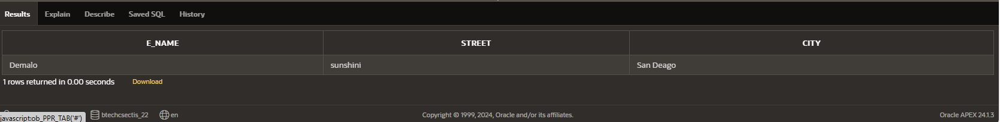 Results Explain Describe Saved SQL History
E_NAME STREET CITY
Demalo sunshini San Deago
1 rows returned in 0.00 seconds Download
javascript:ob_PPR_TAB('#') btechcsectis_22 en Copyright © 1999, 2024, Oracle and/or its affiliates. Oracle APEX 24.1.3